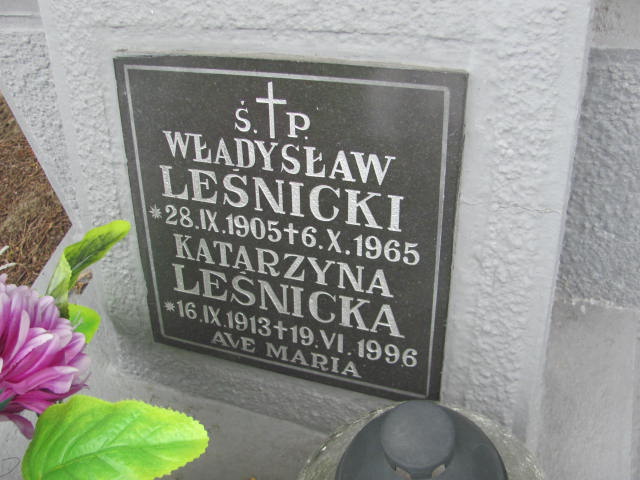 Ś.†P.
WŁADYSŁAW
LEŚNICKI
*28.IX.1905†6.X.1965
KATARZYNA
LEŚNICKA
*16.IX.1913†19.VI.1996
AVE MARIA